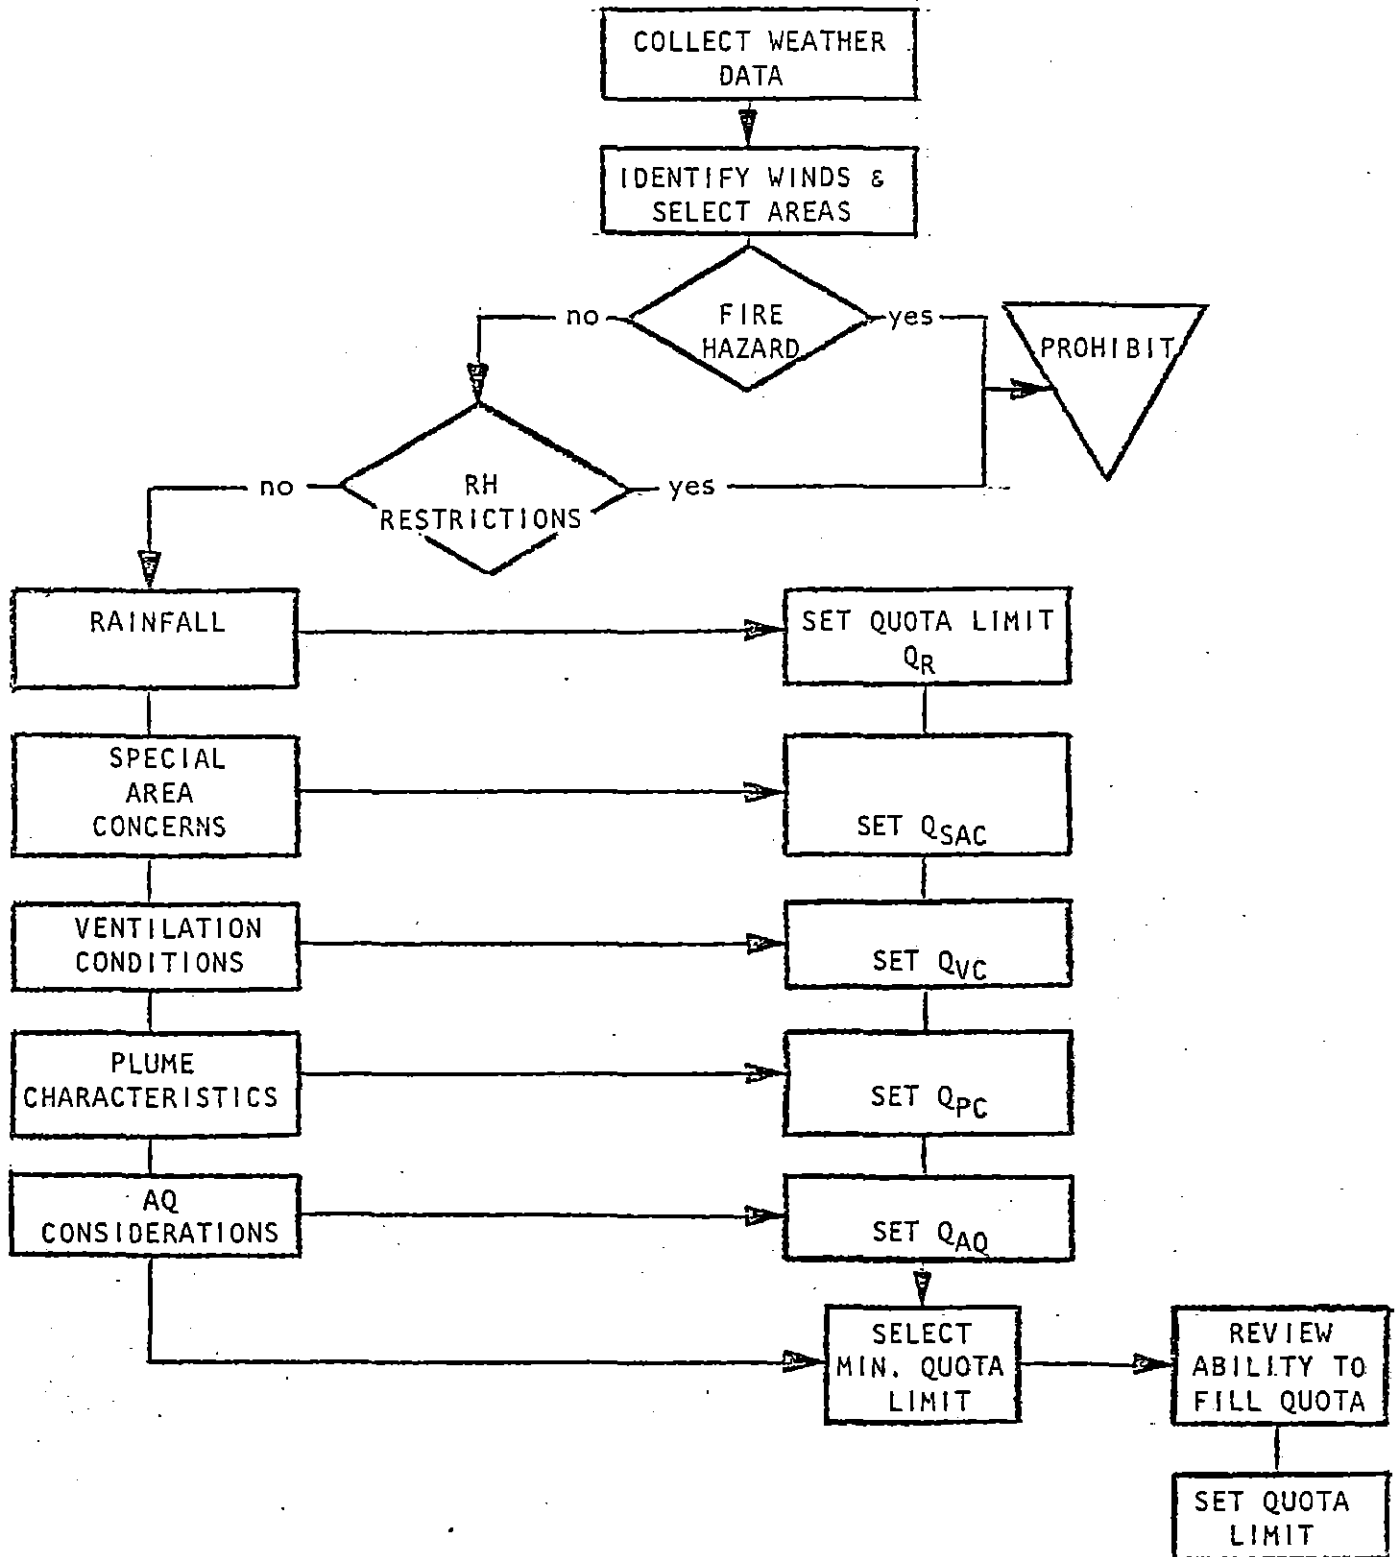 COLLECT WEATHER
DATA
IDENTIFY WINDS &
SELECT AREAS
FIRE
HAZARD
no
yes
PROHIBIT
RH
RESTRICTIONS
no
yes
RAINFALL
SET QUOTA LIMIT
QR
SPECIAL
AREA
CONCERNS
SET QSAC
VENTILATION
CONDITIONS
SET QVC
PLUME
CHARACTERISTICS
SET QPC
AQ
CONSIDERATIONS
SET QAQ
SELECT
MIN. QUOTA
LIMIT
REVIEW
ABILITY TO
FILL QUOTA
SET QUOTA
LIMIT